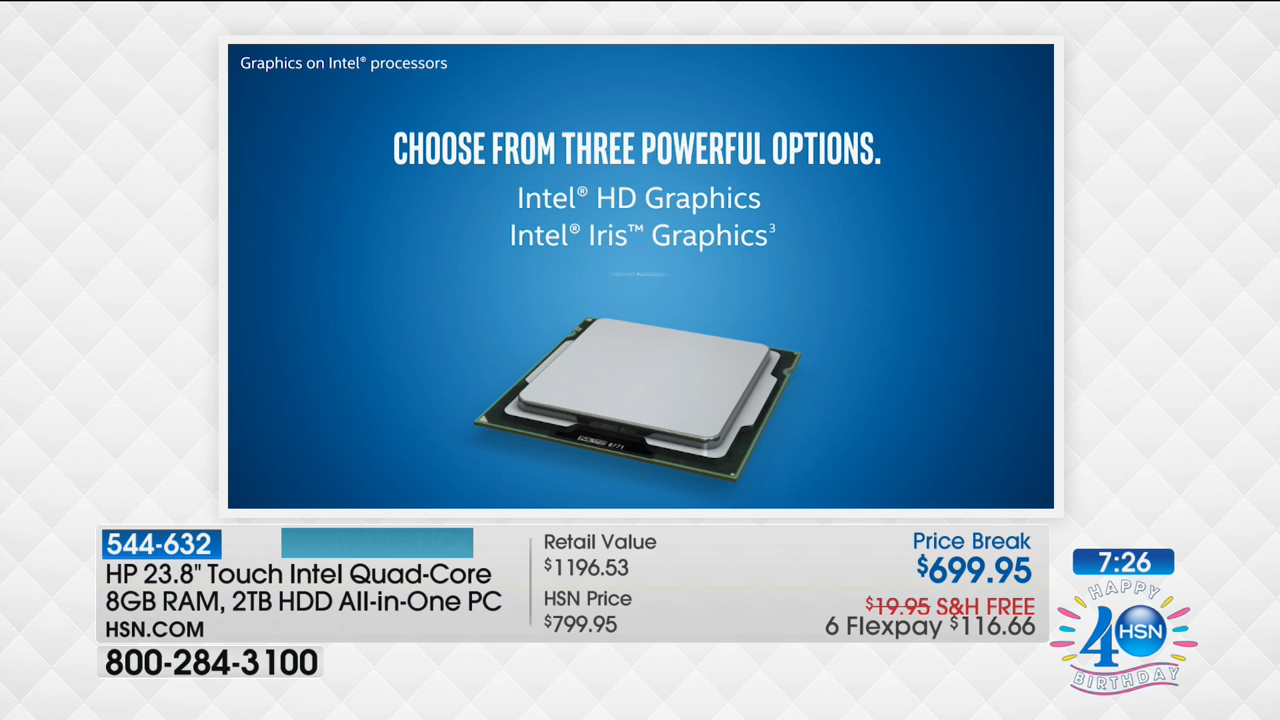 Graphics on Intel® processors
CHOOSE FROM THREE POWERFUL OPTIONS.
Intel® HD Graphics
Intel® Iris™ Graphics³
544-632
HP 23.8" Touch Intel Quad-Core
8GB RAM, 2TB HDD All-in-One PC
HSN.COM
800-284-3100
Retail Value
$1196.53
HSN Price
$799.95
Price Break
$699.95
$19.95 S&H FREE
6 Flexpay $116.66
7:26
HAPPY
40 HSN
BIRTHDAY